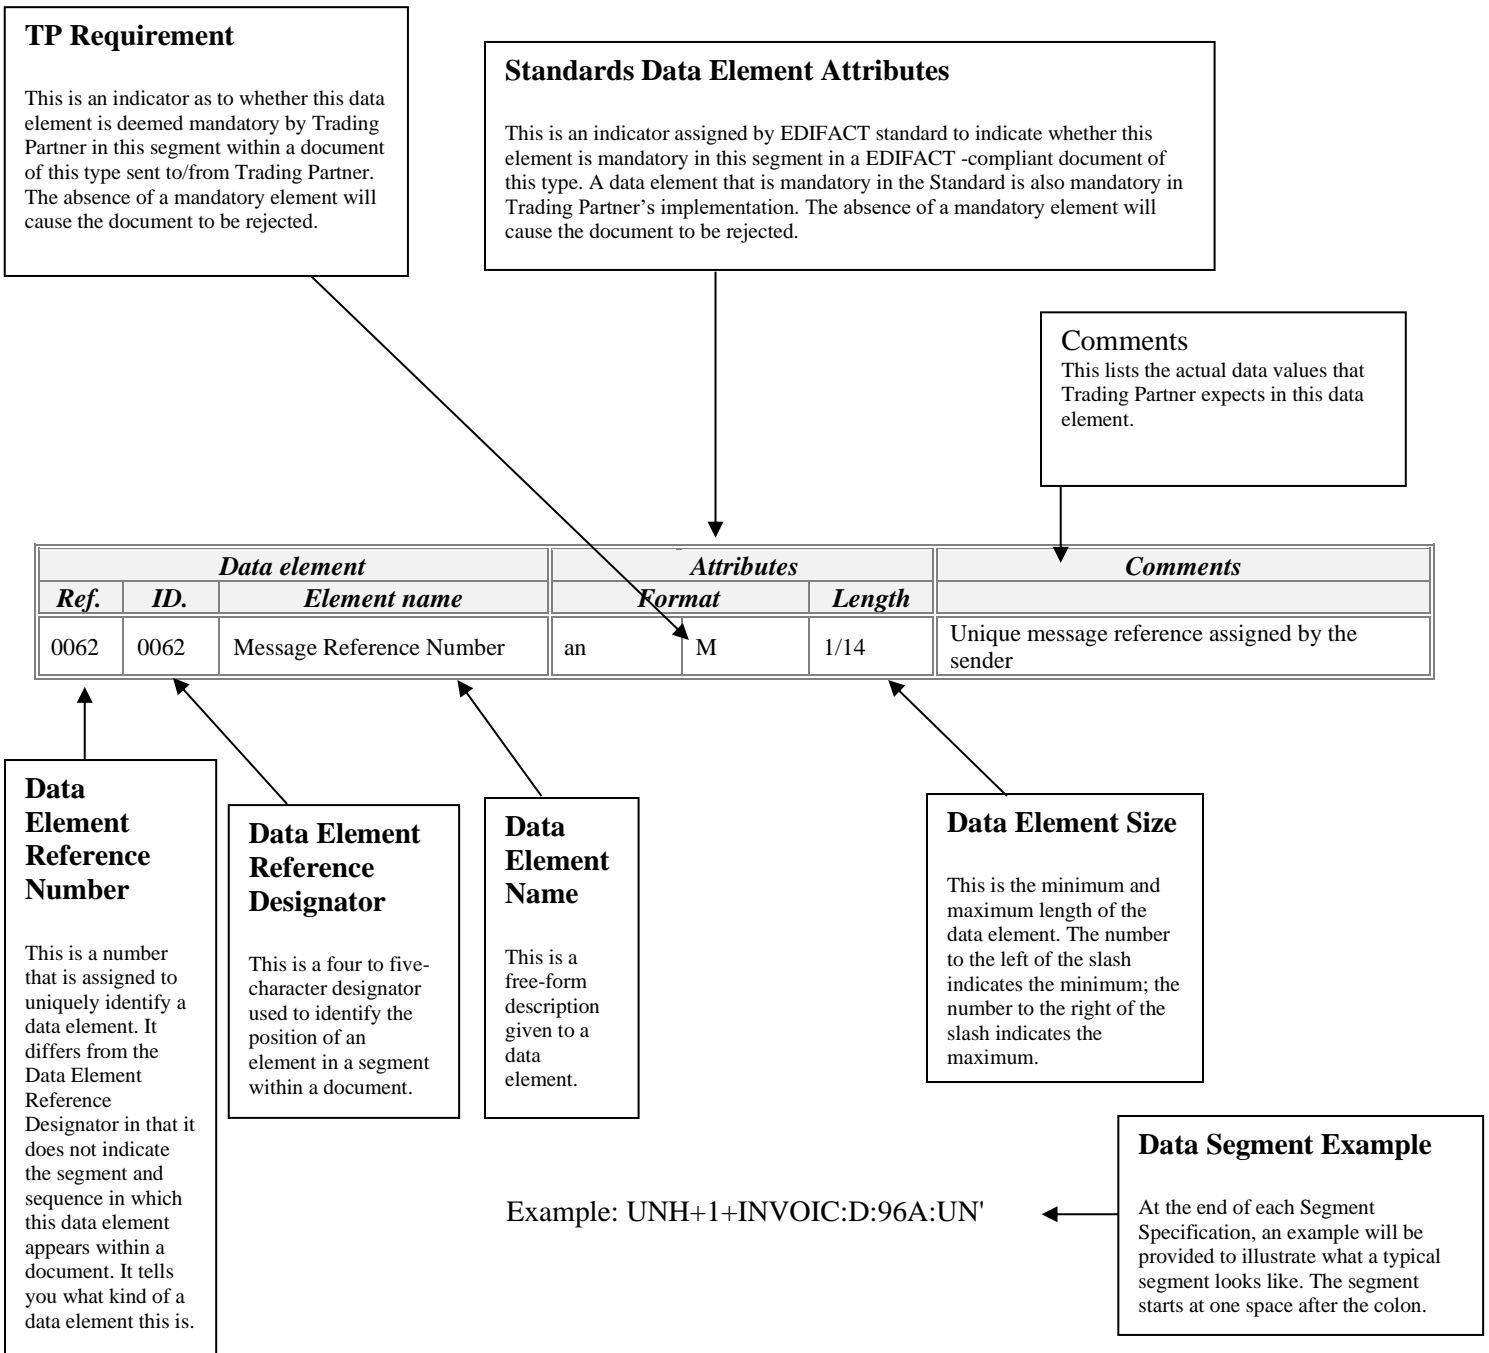 TP Requirement
This is an indicator as to whether this data
element is deemed mandatory by Trading
Partner in this segment within a document
of this type sent to/from Trading Partner.
The absence of a mandatory element will
cause the document to be rejected.
Standards Data Element Attributes
This is an indicator assigned by EDIFACT standard to indicate whether this
element is mandatory in this segment in a EDIFACT -compliant document of
this type. A data element that is mandatory in the Standard is also mandatory in
Trading Partner’s implementation. The absence of a mandatory element will
cause the document to be rejected.
Comments
This lists the actual data values that
Trading Partner expects in this data
element.
Data element Attributes Comments
Ref. ID. Element name Format Length
0062 0062 Message Reference Number an M 1/14 Unique message reference assigned by the
sender
Data
Element
Reference
Number
This is a number
that is assigned to
uniquely identify a
data element. It
differs from the
Data Element
Reference
Designator in that it
does not indicate
the segment and
sequence in which
this data element
appears within a
document. It tells
you what kind of a
data element this is.
Data Element
Reference
Designator
This is a four to five-
character designator
used to identify the
position of an
element in a segment
within a document.
Data
Element
Name
This is a
free-form
description
given to a
data
element.
Data Element Size
This is the minimum and
maximum length of the
data element. The number
to the left of the slash
indicates the minimum; the
number to the right of the
slash indicates the
maximum.
Example: UNH+1+INVOIC:D:96A:UN'
Data Segment Example
At the end of each Segment
Specification, an example will be
provided to illustrate what a typical
segment looks like. The segment
starts at one space after the colon.